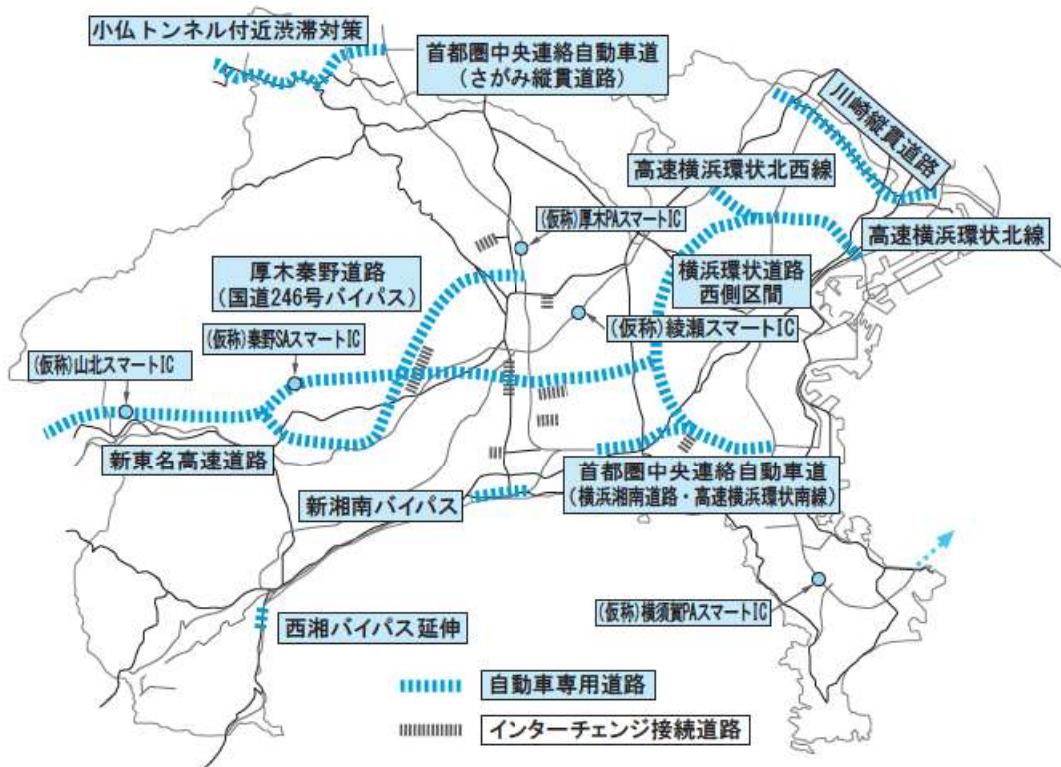 小仏トンネル付近渋滞対策
首都圏中央連絡自動車道
(さがみ縦貫道路)
川崎縦貫道路
高速横浜環状北西線
(仮称)厚木PAスマートIC
高速横浜環状北線
厚木秦野道路
(国道246号バイパス)
横浜環状道路
西側区間
(仮称)秦野SAスマートIC
(仮称)綾瀬スマートIC
(仮称)山北スマートIC
新東名高速道路
首都圏中央連絡自動車道
(横浜湘南道路・高速横浜環状南線)
新湘南バイパス
(仮称)横須賀PAスマートIC
西湘バイパス延伸
自動車専用道路
インターチェンジ接続道路